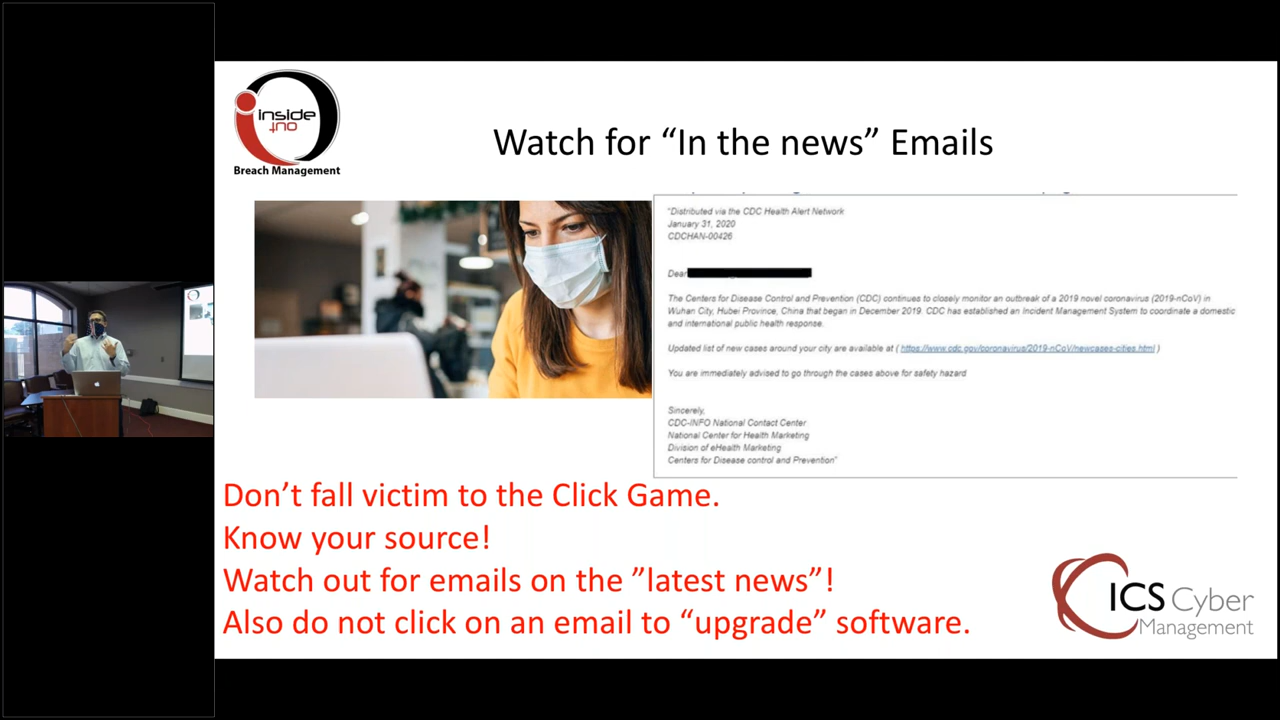 inside
out
Breach Management
Watch for “In the news” Emails
“Distributed via the CDC Health Alert Network
January 31, 2020
CDCHAN-00426
Dear
The Centers for Disease Control and Prevention (CDC) continues to closely monitor an outbreak of a 2019 novel coronavirus (2019-nCoV) in
Wuhan City, Hubei Province, China that began in December 2019. CDC has established an Incident Management System to coordinate a domestic
and international public health response.
Updated list of new cases around your city are available at ( https://www.cdc.gov/coronavirus/2019-nCoV/newcases-cities.html )
You are immediately advised to go through the cases above for safety hazard
Sincerely,
CDC-INFO National Contact Center
National Center for Health Marketing
Division of eHealth Marketing
Centers for Disease control and Prevention”
Don’t fall victim to the Click Game.
Know your source!
Watch out for emails on the ”latest news”!
Also do not click on an email to “upgrade” software.
ICS Cyber
Management